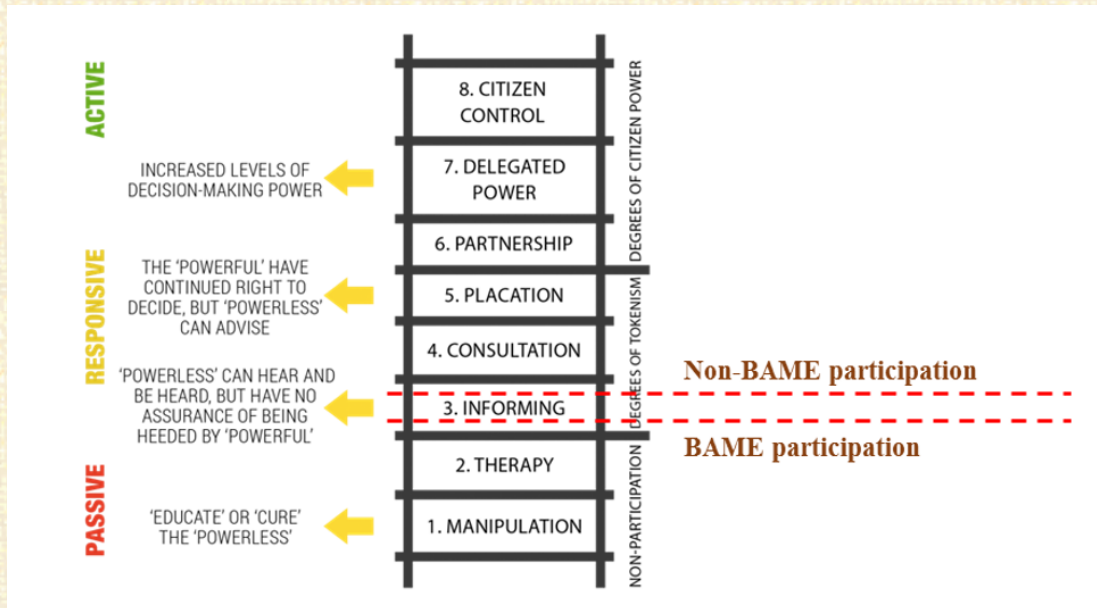 ACTIVE
INCREASED LEVELS OF
DECISION-MAKING POWER
RESPONSIVE
THE ‘POWERFUL’ HAVE
CONTINUED RIGHT TO
DECIDE, BUT ‘POWERLESS’
CAN ADVISE
‘POWERLESS’ CAN HEAR AND
BE HEARD, BUT HAVE NO
ASSURANCE OF BEING
HEEDED BY ‘POWERFUL’
PASSIVE
‘EDUCATE’ OR ‘CURE’
THE ‘POWERLESS’
8. CITIZEN
CONTROL
7. DELEGATED
POWER
6. PARTNERSHIP
5. PLACATION
4. CONSULTATION
3. INFORMING
2. THERAPY
1. MANIPULATION
DEGREES OF CITIZEN POWER
DEGREES OF TOKENISM
NON-PARTICIPATION
Non-BAME participation
BAME participation